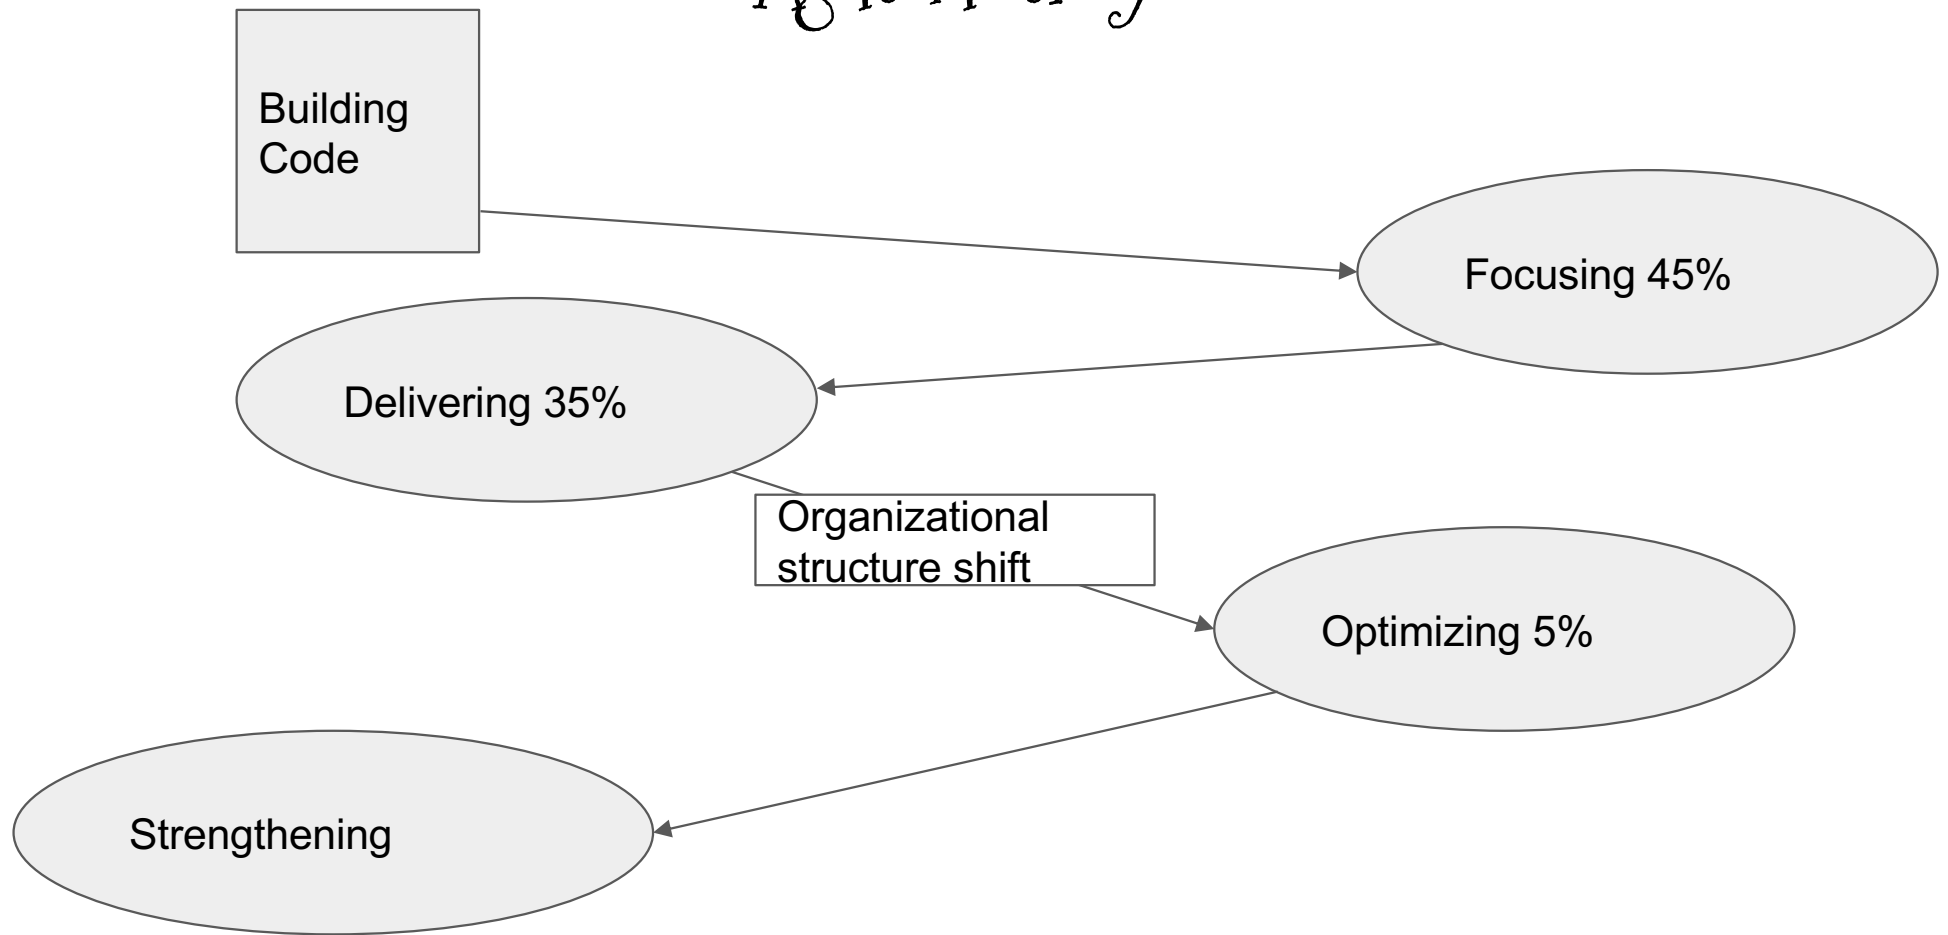 Building
Code
Focusing 45%
Delivering 35%
Organizational
structure shift
Optimizing 5%
Strengthening